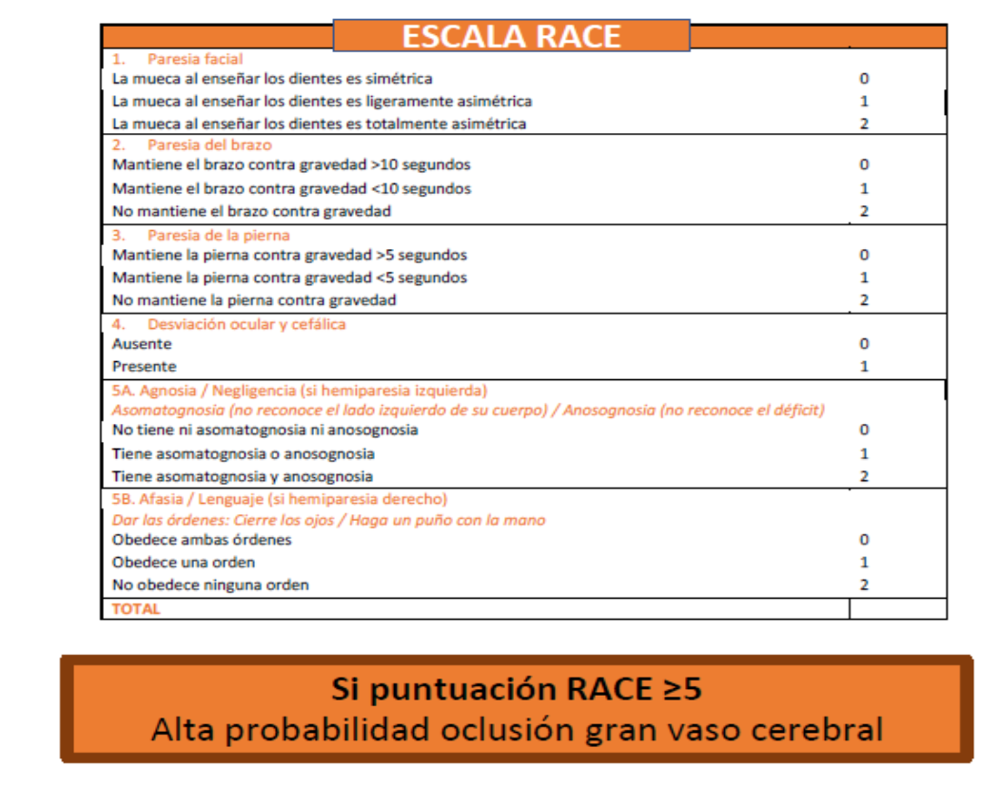 ESCALA RACE
1. Paresia facial
La mueca al enseñar los dientes es simétrica 0
La mueca al enseñar los dientes es ligeramente asimétrica 1
La mueca al enseñar los dientes es totalmente asimétrica 2
2. Paresia del brazo
Mantiene el brazo contra gravedad >10 segundos 0
Mantiene el brazo contra gravedad <10 segundos 1
No mantiene el brazo contra gravedad 2
3. Paresia de la pierna
Mantiene la pierna contra gravedad >5 segundos 0
Mantiene la pierna contra gravedad <5 segundos 1
No mantiene la pierna contra gravedad 2
4. Desviación ocular y cefálica
Ausente 0
Presente 1
5A. Agnosia / Negligencia (si hemiparesia izquierda)
Asomatognosia (no reconoce el lado izquierdo de su cuerpo) / Anosognosia (no reconoce el déficit)
No tiene ni asomatognosia ni anosognosia 0
Tiene asomatognosia o anosognosia 1
Tiene asomatognosia y anosognosia 2
5B. Afasia / Lenguaje (si hemiparesia derecho)
Dar las órdenes: Cierre los ojos / Haga un puño con la mano
Obedece ambas órdenes 0
Obedece una orden 1
No obedece ninguna orden 2
TOTAL
Si puntuación RACE ≥5
Alta probabilidad oclusión gran vaso cerebral